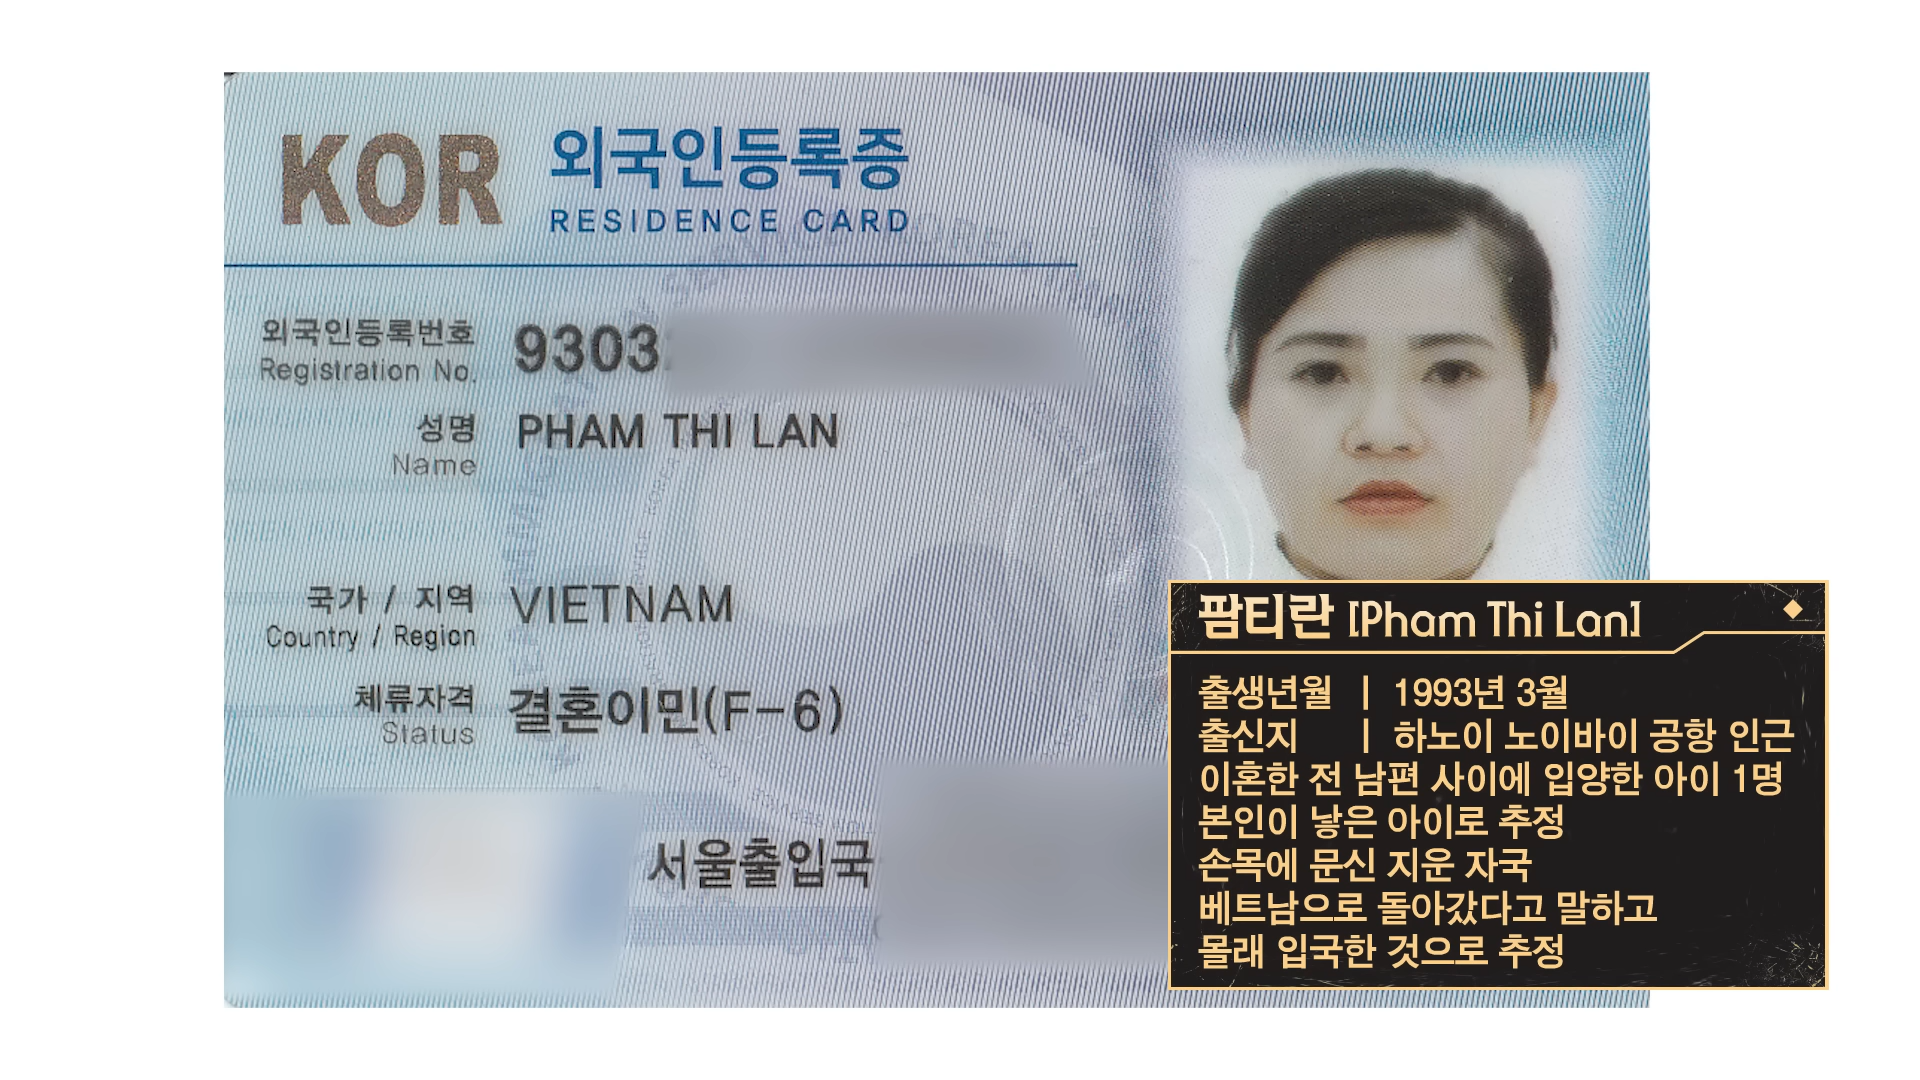 KOR 외국인등록증
RESIDENCE CARD
외국인등록번호 9303
Registration No.
성명 PHAM THI LAN
Name
국가 / 지역 VIETNAM
Country / Region
체류자격 결혼이민(F-6)
Status
서울출입국
팜티란 [Pham Thi Lan]
출생년월 | 1993년 3월
출신지 | 하노이 노이바이 공항 인근
이혼한 전 남편 사이에 입양한 아이 1명
본인이 낳은 아이로 추정
손목에 문신 지운 자국
베트남으로 돌아갔다고 말하고
몰래 입국한 것으로 추정